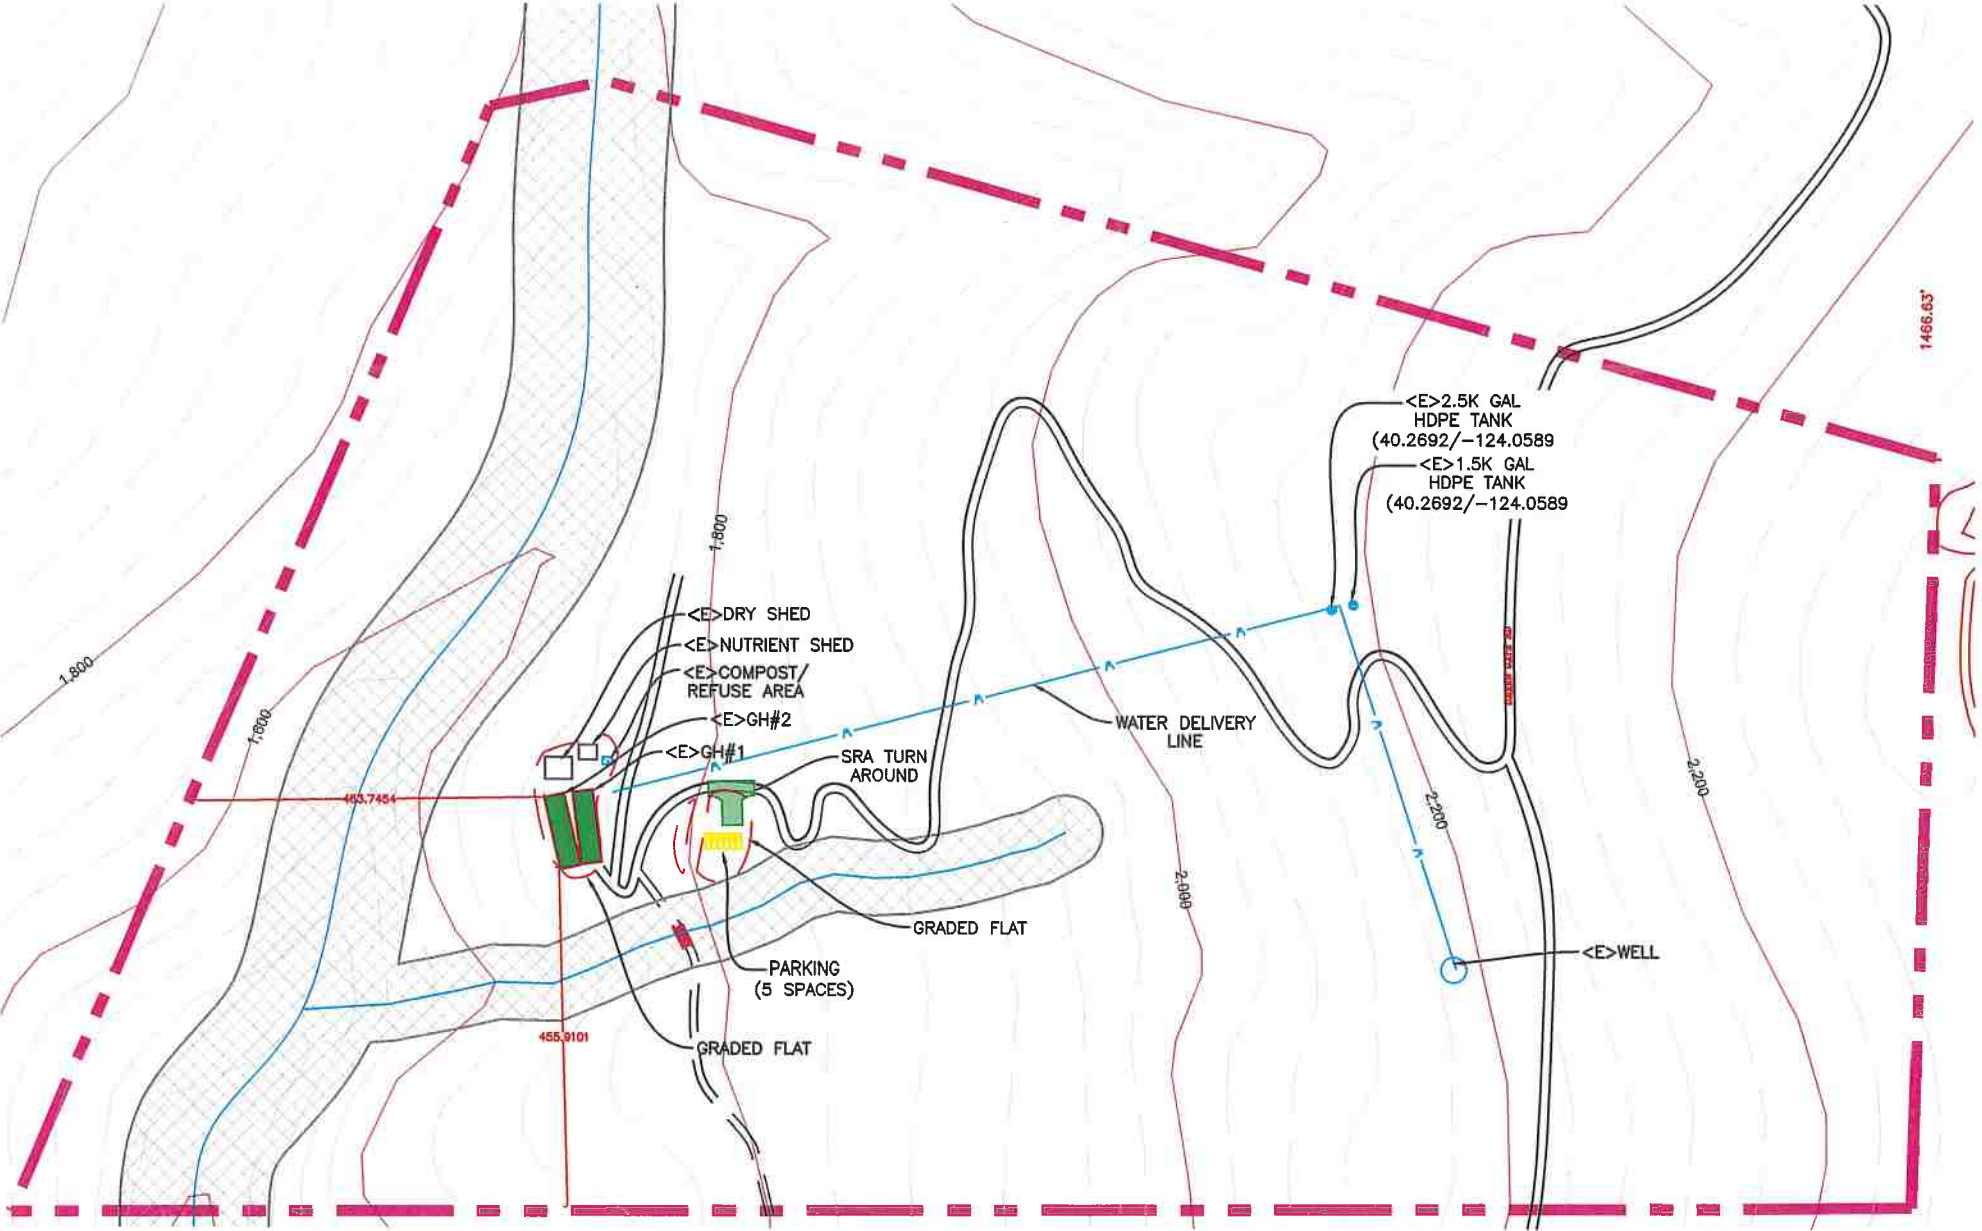 1466.63'
<E>2.5K GAL
HDPE TANK
(40.2692/-124.0589
<E>1.5K GAL
HDPE TANK
(40.2692/-124.0589
1,800
<E>DRY SHED
<E>NUTRIENT SHED
<E>COMPOST/
REFUSE AREA
<E>GH#2
<E>GH#1
1,800
1,600
WATER DELIVERY
LINE
SRA TURN
AROUND
463.7454
2,200
2,200
2,000
GRADED FLAT
<E>WELL
PARKING
(5 SPACES)
455.9101
GRADED FLAT